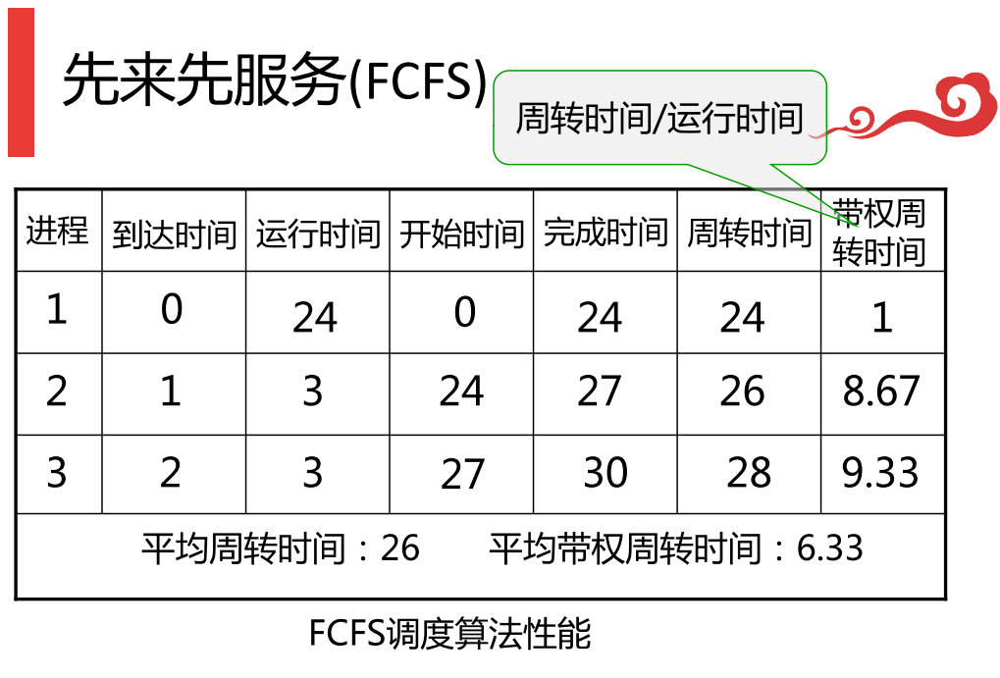 先来先服务(FCFS)
周转时间/运行时间
进程 到达时间 运行时间 开始时间 完成时间 周转时间 带权周
转时间
1 0 24 0 24 24 1
2 1 3 24 27 26 8.67
3 2 3 27 30 28 9.33
平均周转时间：26 平均带权周转时间：6.33
FCFS调度算法性能